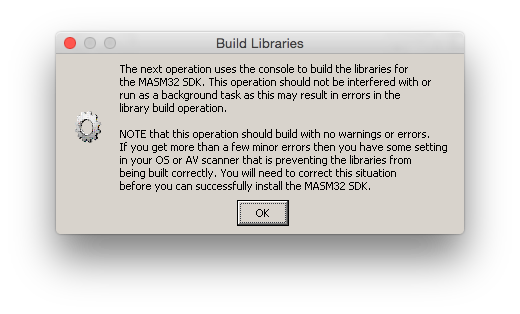 Build Libraries
The next operation uses the console to build the libraries for
the MASM32 SDK. This operation should not be interfered with or
run as a background task as this may result in errors in the
library build operation.
NOTE that this operation should build with no warnings or errors.
If you get more than a few minor errors then you have some setting
in your OS or AV scanner that is preventing the libraries from
being built correctly. You will need to correct this situation
before you can successfully install the MASM32 SDK.
OK